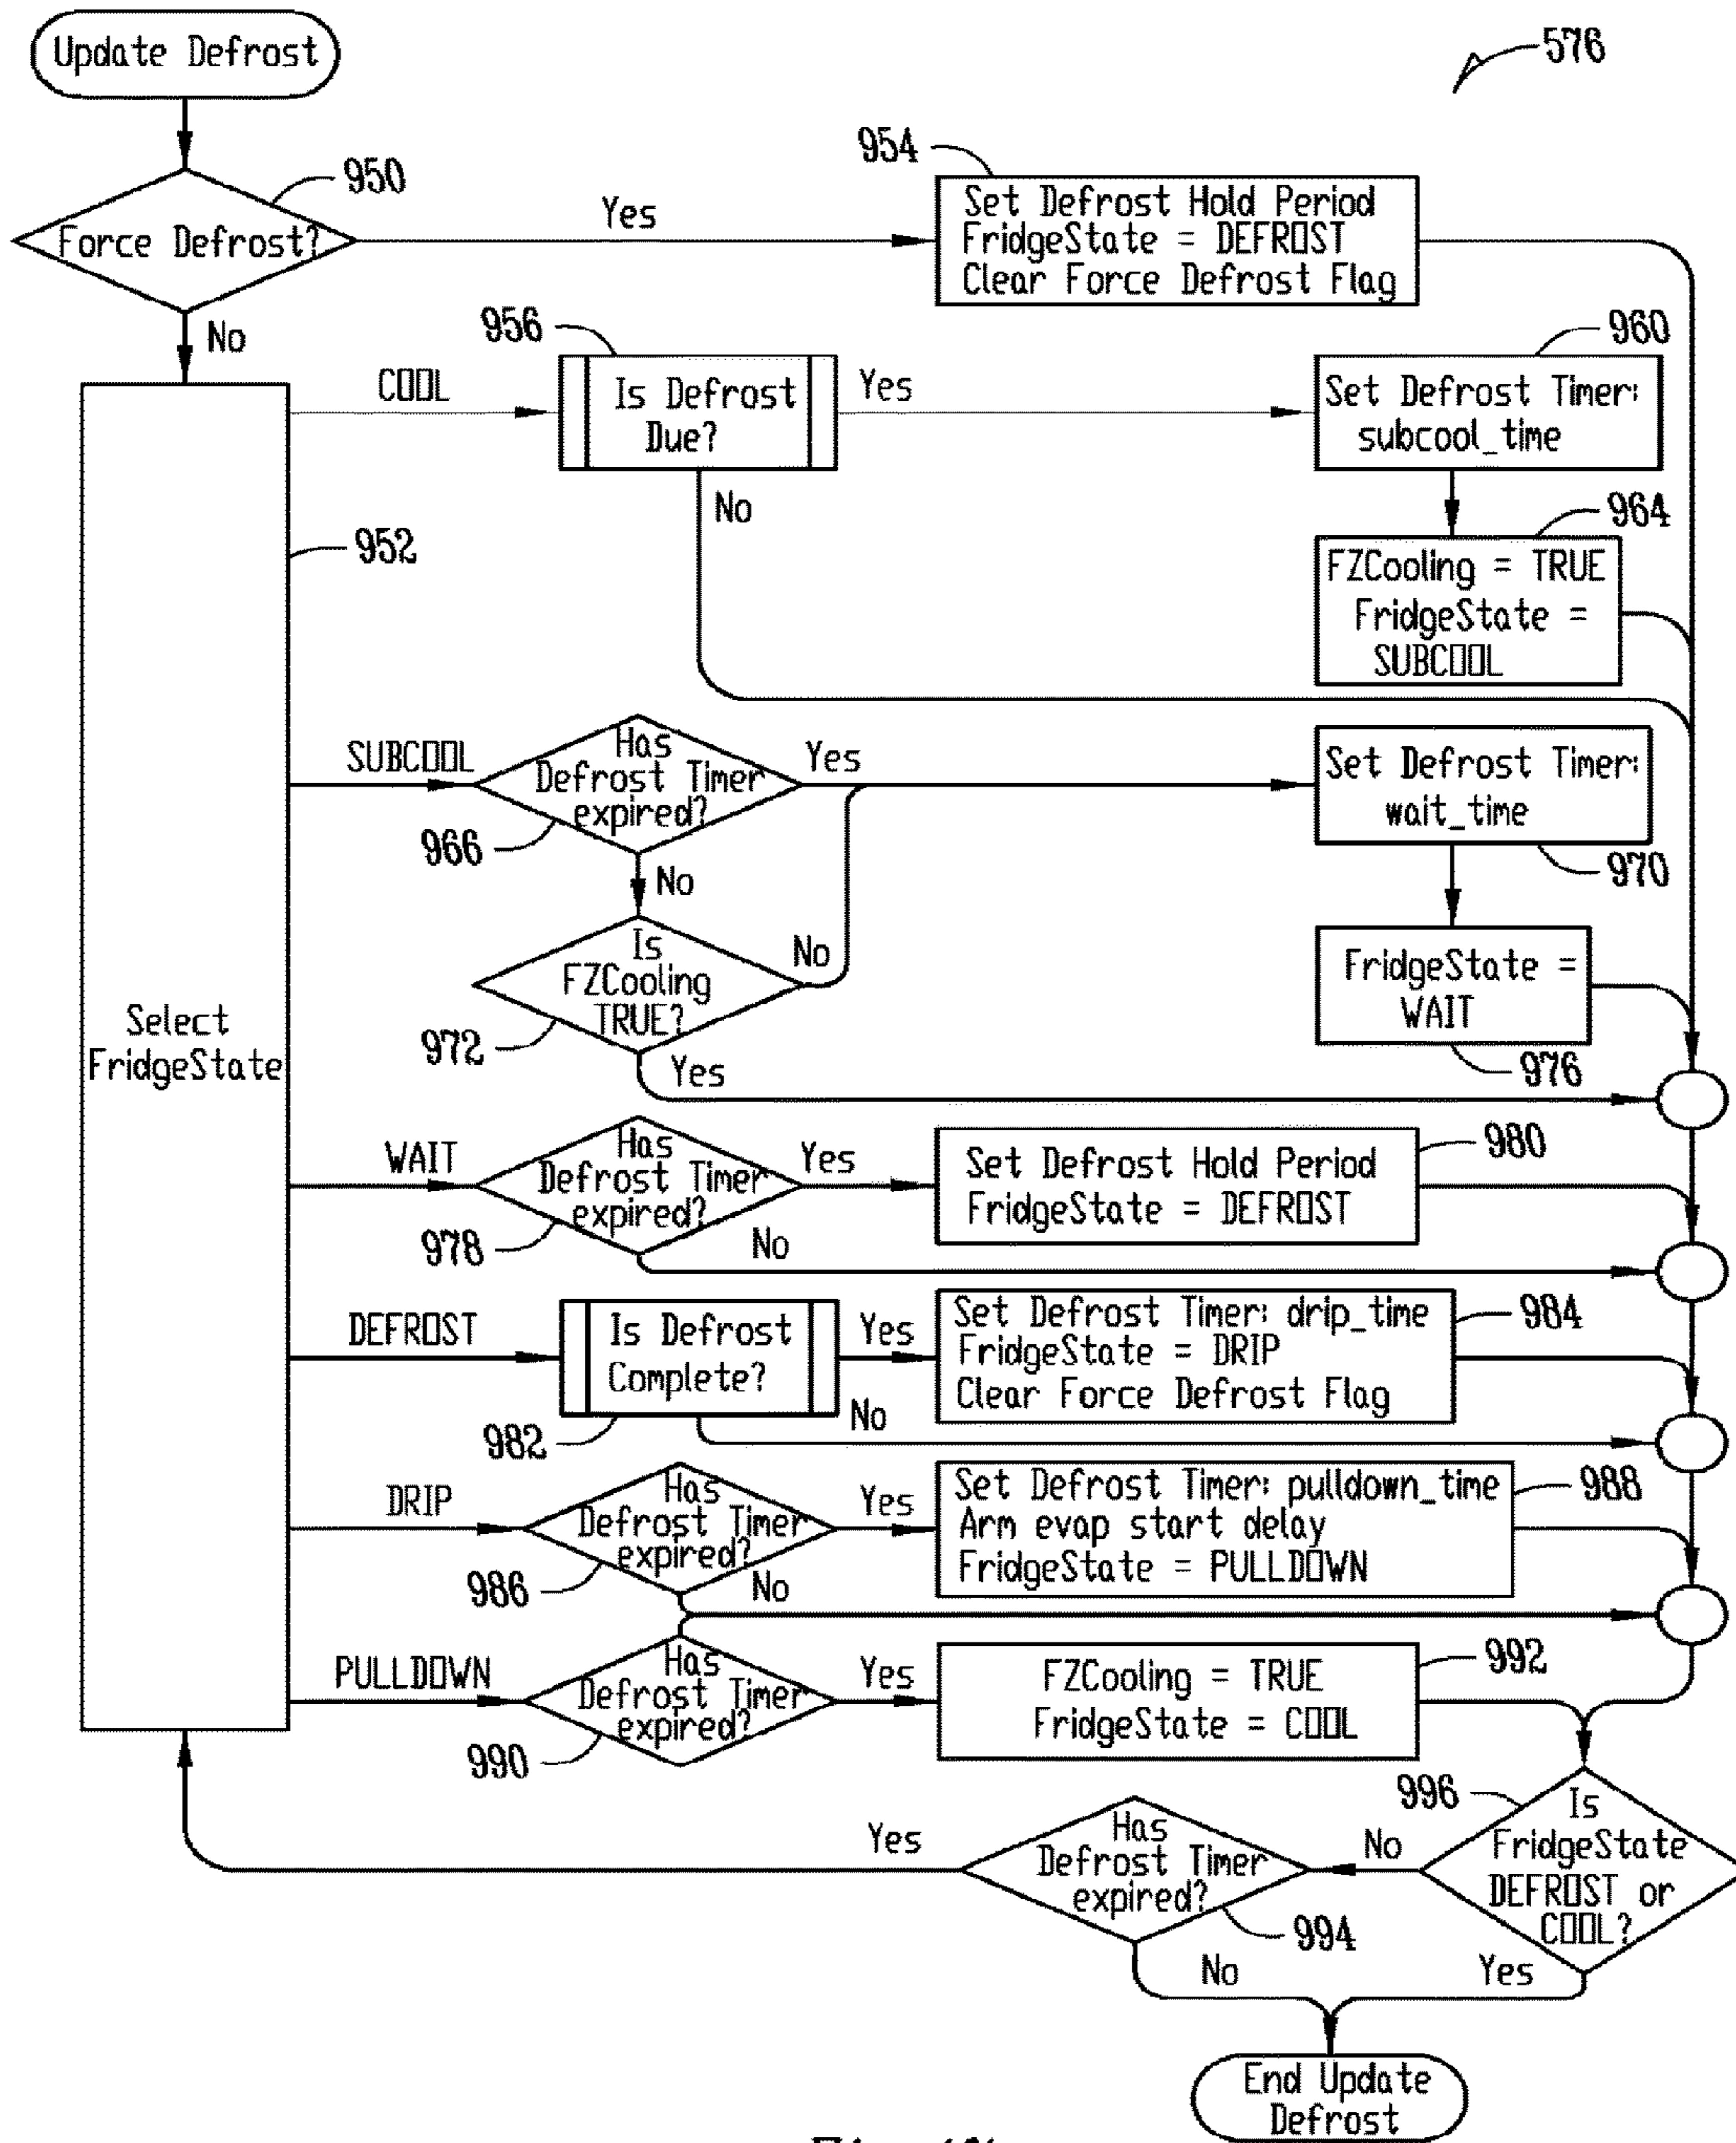 Update Defrost
576
950
Force Defrost?
Yes
No
954
Set Defrost Hold Period
FridgeState = DEFROST
Clear Force Defrost Flag
952
Select
FridgeState
COOL
956
Is Defrost
Due?
Yes
No
960
Set Defrost Timer:
subcool_time
964
FZCooling = TRUE
FridgeState =
SUBCOOL
SUBCOOL
Has
Defrost Timer
expired?
966
Yes
No
Set Defrost Timer:
wait_time
970
Is
FZCooling
TRUE?
972
No
Yes
FridgeState =
WAIT
976
WAIT
Has
Defrost Timer
expired?
978
Yes
No
Set Defrost Hold Period
FridgeState = DEFROST
980
DEFROST
Is Defrost
Complete?
982
Yes
No
Set Defrost Timer: drip_time
FridgeState = DRIP
Clear Force Defrost Flag
984
DRIP
Has
Defrost Timer
expired?
986
Yes
No
Set Defrost Timer: pulldown_time
Arm evap start delay
FridgeState = PULLDOWN
988
PULLDOWN
Has
Defrost Timer
expired?
990
Yes
FZCooling = TRUE
FridgeState = COOL
992
996
Is
FridgeState
DEFROST or
COOL?
No
Yes
Has
Defrost Timer
expired?
994
Yes
No
End Update
Defrost